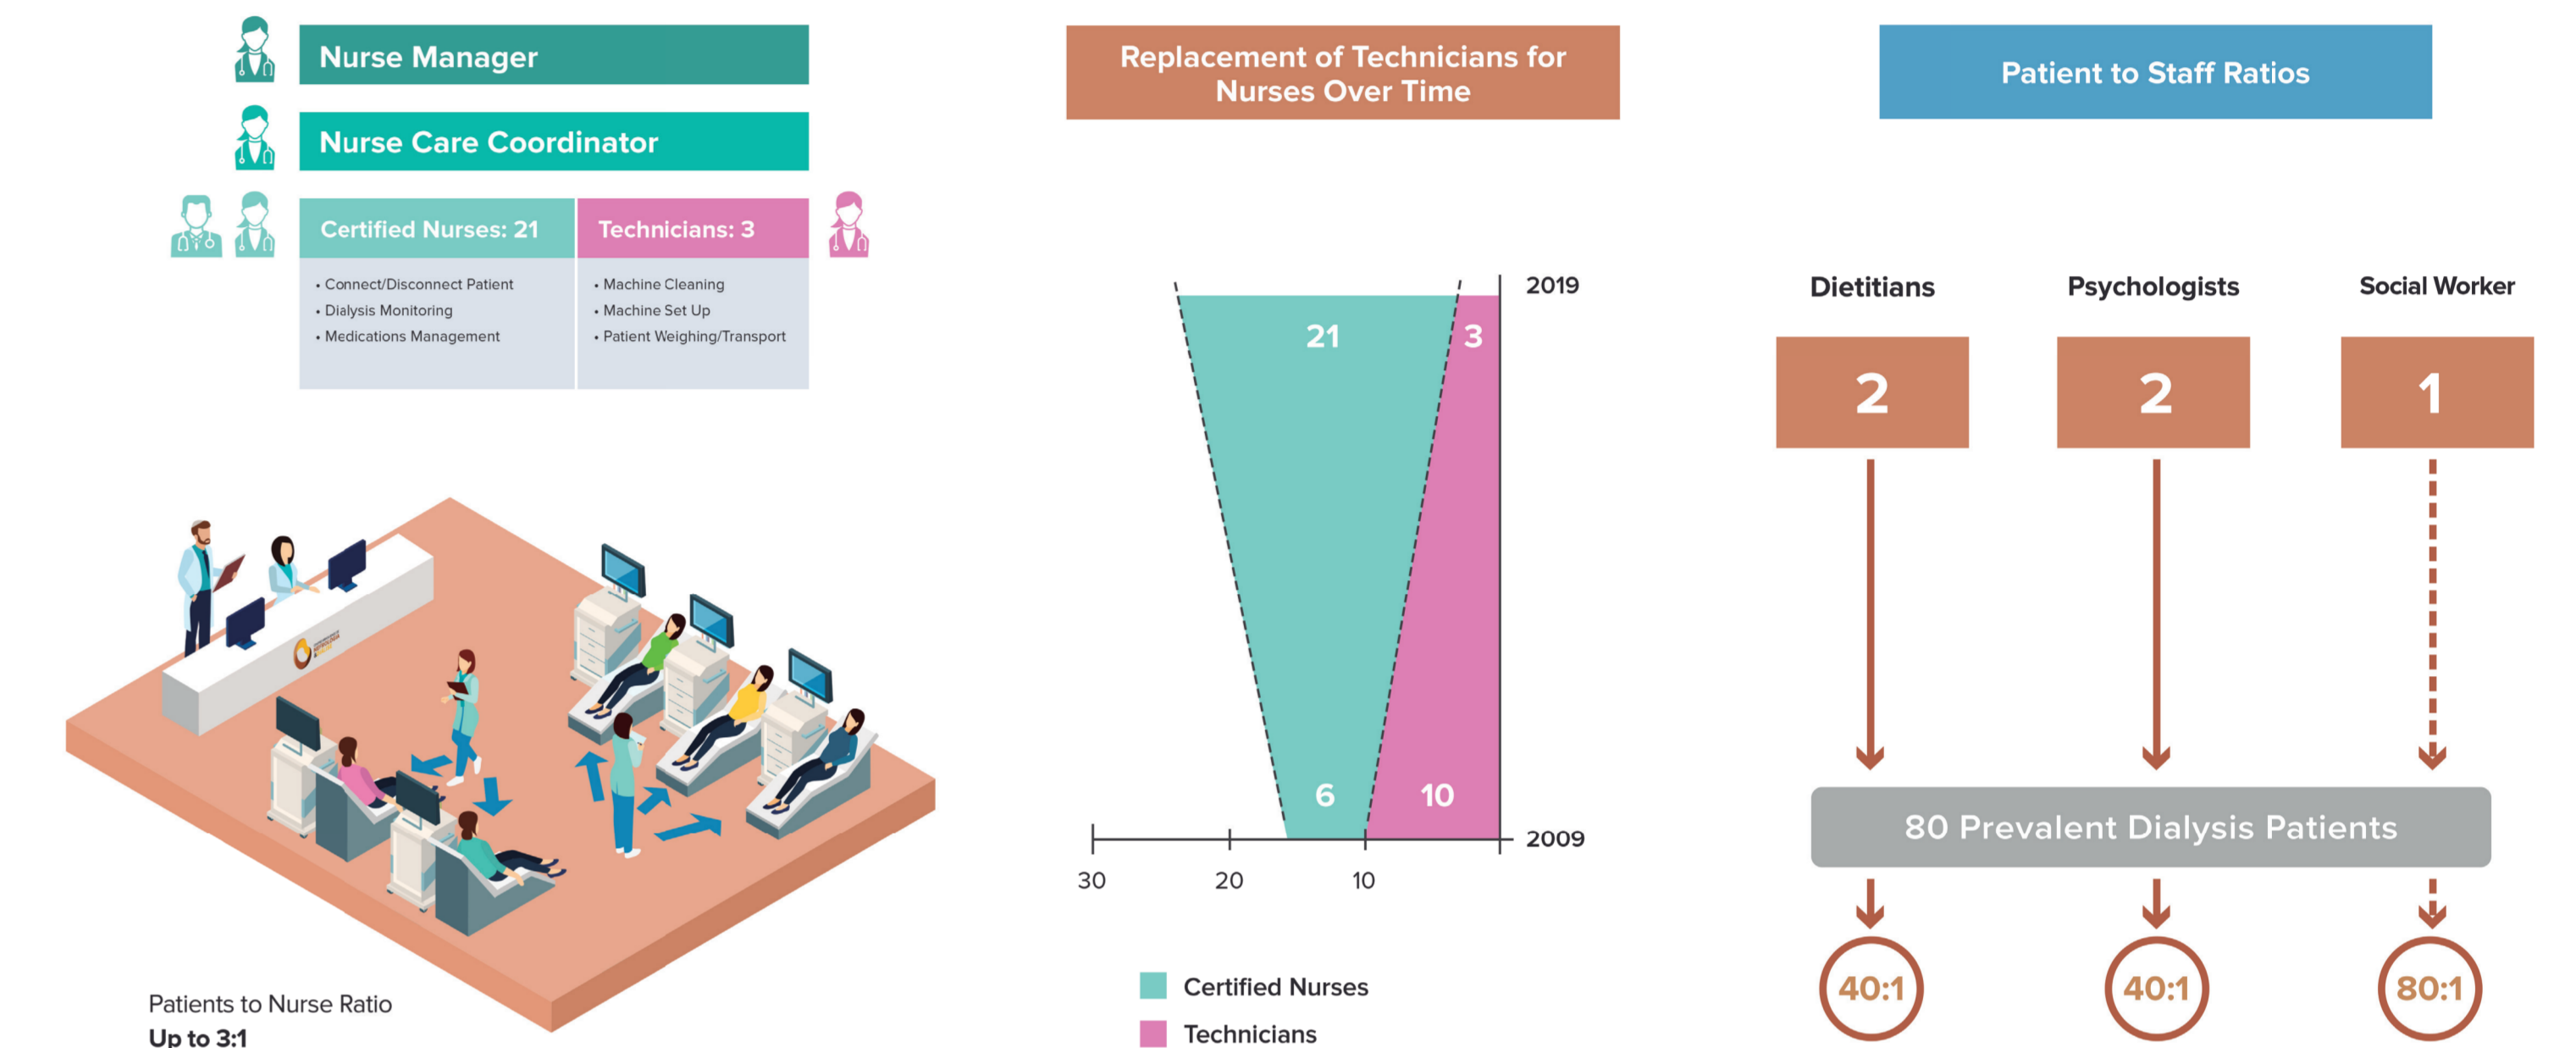 Nurse Manager
Nurse Care Coordinator
Certified Nurses: 21
• Connect/Disconnect Patient
• Dialysis Monitoring
• Medications Management
Technicians: 3
• Machine Cleaning
• Machine Set Up
• Patient Weighing/Transport
Patients to Nurse Ratio
Up to 3:1
Replacement of Technicians for
Nurses Over Time
2019
21
3
6
10
2009
30
20
10
Certified Nurses
Technicians
Patient to Staff Ratios
Dietitians
Psychologists
Social Worker
2
2
1
80 Prevalent Dialysis Patients
40:1
40:1
80:1